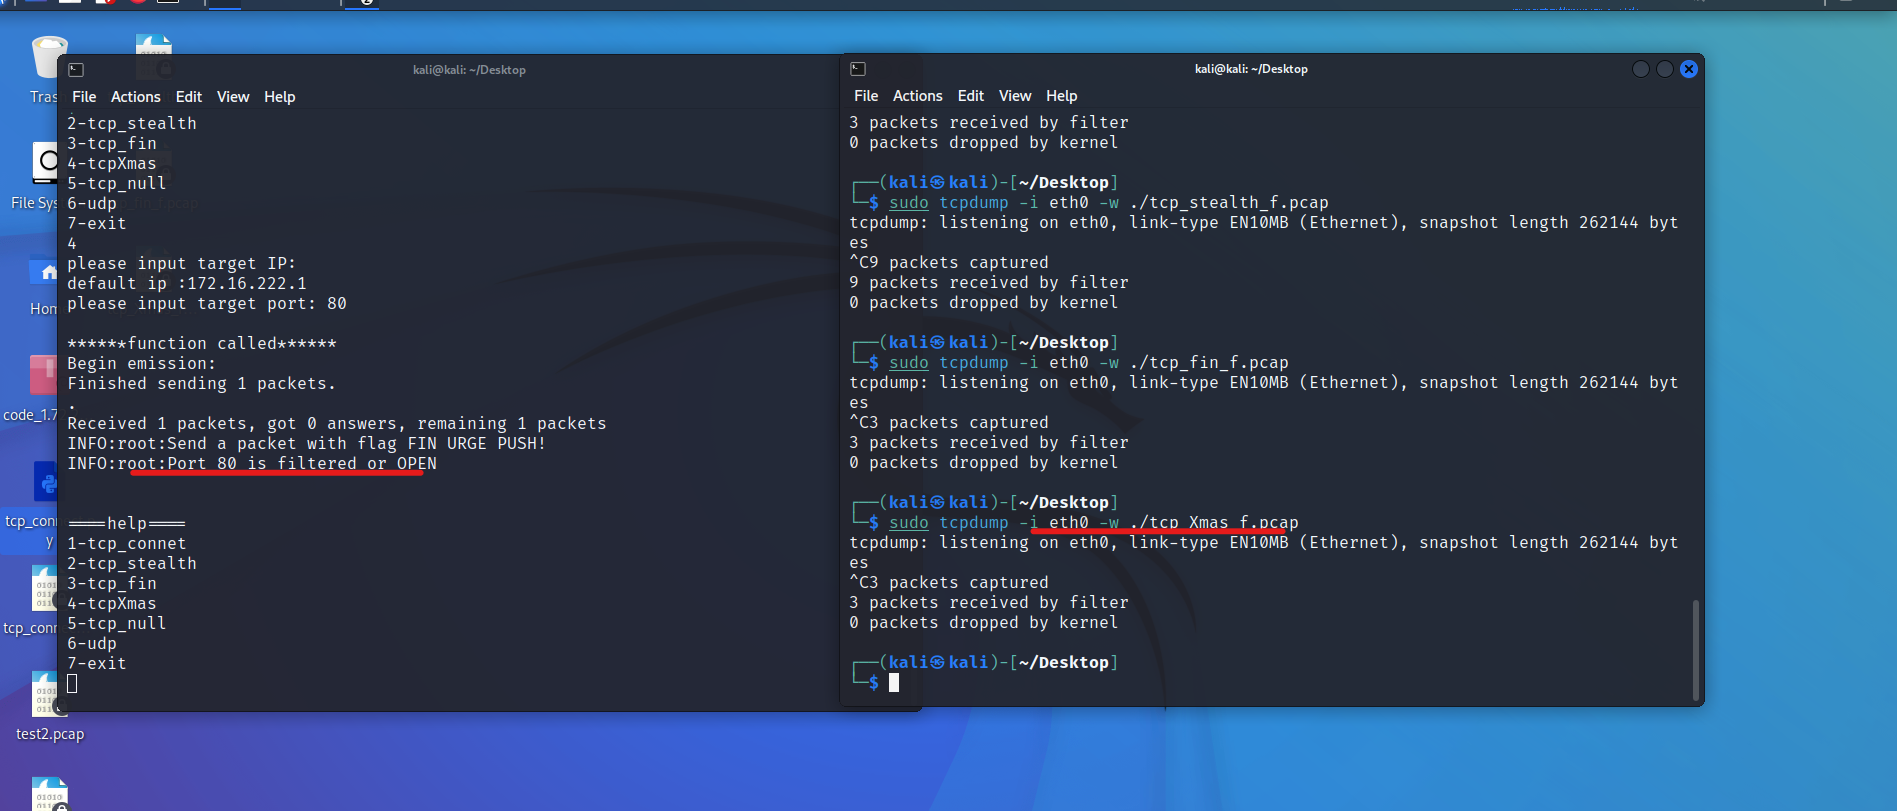 Tras
File Sys
Hom
code_1.7
tcp_conn
y
tcp_conn
test2.pcap
kali@kali: ~/Desktop
File Actions Edit View Help
2-tcp_stealth
3-tcp_fin
4-tcpXmas
5-tcp_null
6-udp
7-exit
4
please input target IP:
default ip :172.16.222.1
please input target port: 80
******function called******
Begin emission:
Finished sending 1 packets.
.
Received 1 packets, got 0 answers, remaining 1 packets
INFO:root:Send a packet with flag FIN URGE PUSH!
INFO:root:Port 80 is filtered or OPEN
====help====
1-tcp_connet
2-tcp_stealth
3-tcp_fin
4-tcpXmas
5-tcp_null
6-udp
7-exit
kali@kali: ~/Desktop
File Actions Edit View Help
3 packets received by filter
0 packets dropped by kernel
┌──(kali㉿kali)-[~/Desktop]
└─$ sudo tcpdump -i eth0 -w ./tcp_stealth_f.pcap
tcpdump: listening on eth0, link-type EN10MB (Ethernet), snapshot length 262144 byt
es
^C9 packets captured
9 packets received by filter
0 packets dropped by kernel
┌──(kali㉿kali)-[~/Desktop]
└─$ sudo tcpdump -i eth0 -w ./tcp_fin_f.pcap
tcpdump: listening on eth0, link-type EN10MB (Ethernet), snapshot length 262144 byt
es
^C3 packets captured
3 packets received by filter
0 packets dropped by kernel
┌──(kali㉿kali)-[~/Desktop]
└─$ sudo tcpdump -i eth0 -w ./tcp_Xmas_f.pcap
tcpdump: listening on eth0, link-type EN10MB (Ethernet), snapshot length 262144 byt
es
^C3 packets captured
3 packets received by filter
0 packets dropped by kernel
┌──(kali㉿kali)-[~/Desktop]
└─$